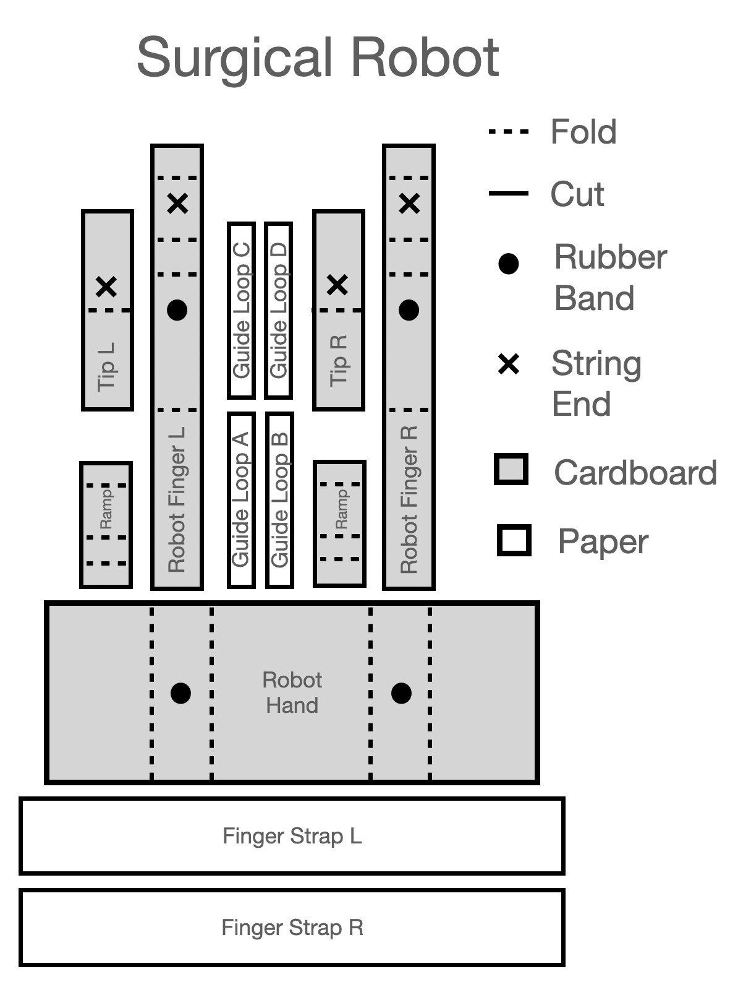 Surgical Robot
Fold
Cut
Rubber
Band
String
End
Cardboard
Paper
Tip L
Robot Finger L
Guide Loop C
Guide Loop D
Tip R
Robot Finger R
Ramp
Guide Loop A
Guide Loop B
Ramp
Robot
Hand
Finger Strap L
Finger Strap R